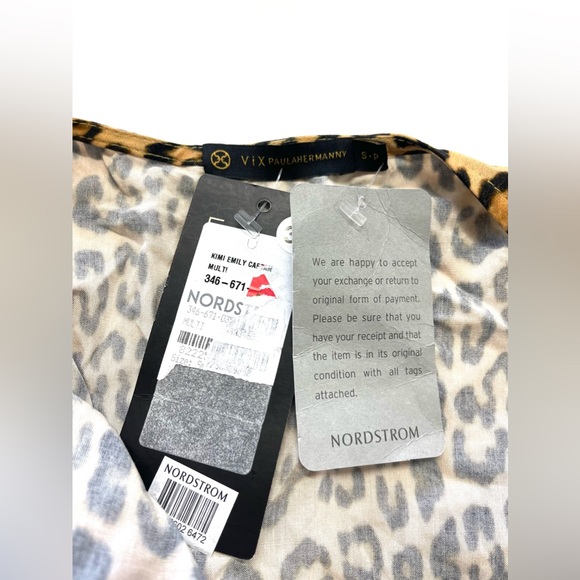 ViX PAULAHERMANNY S-P
KIMI EMILY
MULTI
346-671-
NORDST
MULTI
NORDSTROM
6472
We are happy to accept
your exchange or return to
original form of payment.
Please be sure that you
have your receipt and that
the item is in its original
condition with all tags
attached.
NORDSTROM